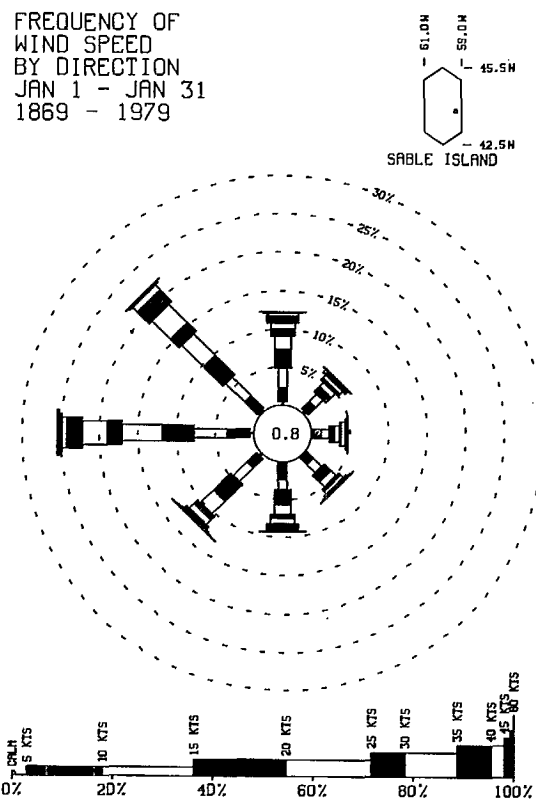 FREQUENCY OF
WIND SPEED
BY DIRECTION
JAN 1 - JAN 31
1869 - 1979
61.0W
59.0W
45.5N
42.5N
SABLE ISLAND
30%
25%
20%
15%
10%
5%
0.8
CALM
5 KTS
10 KTS
15 KTS
20 KTS
25 KTS
28 KTS
35 KTS
40 KTS
45 KTS
80 KTS
0% 20% 40% 60% 80% 100%